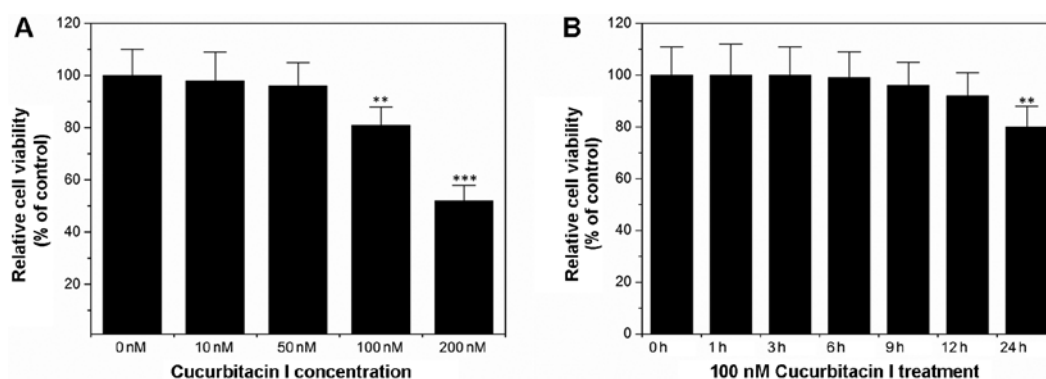 A
Relative cell viability
(% of control)
120
100
80
60
40
20
**
***
0 nM 10 nM 50 nM 100 nM 200 nM
Cucurbitacin I concentration
B
Relative cell viability
(% of control)
120
100
80
60
40
20
0
**
0 h 1 h 3 h 6 h 9 h 12 h 24 h
100 nM Cucurbitacin I treatment